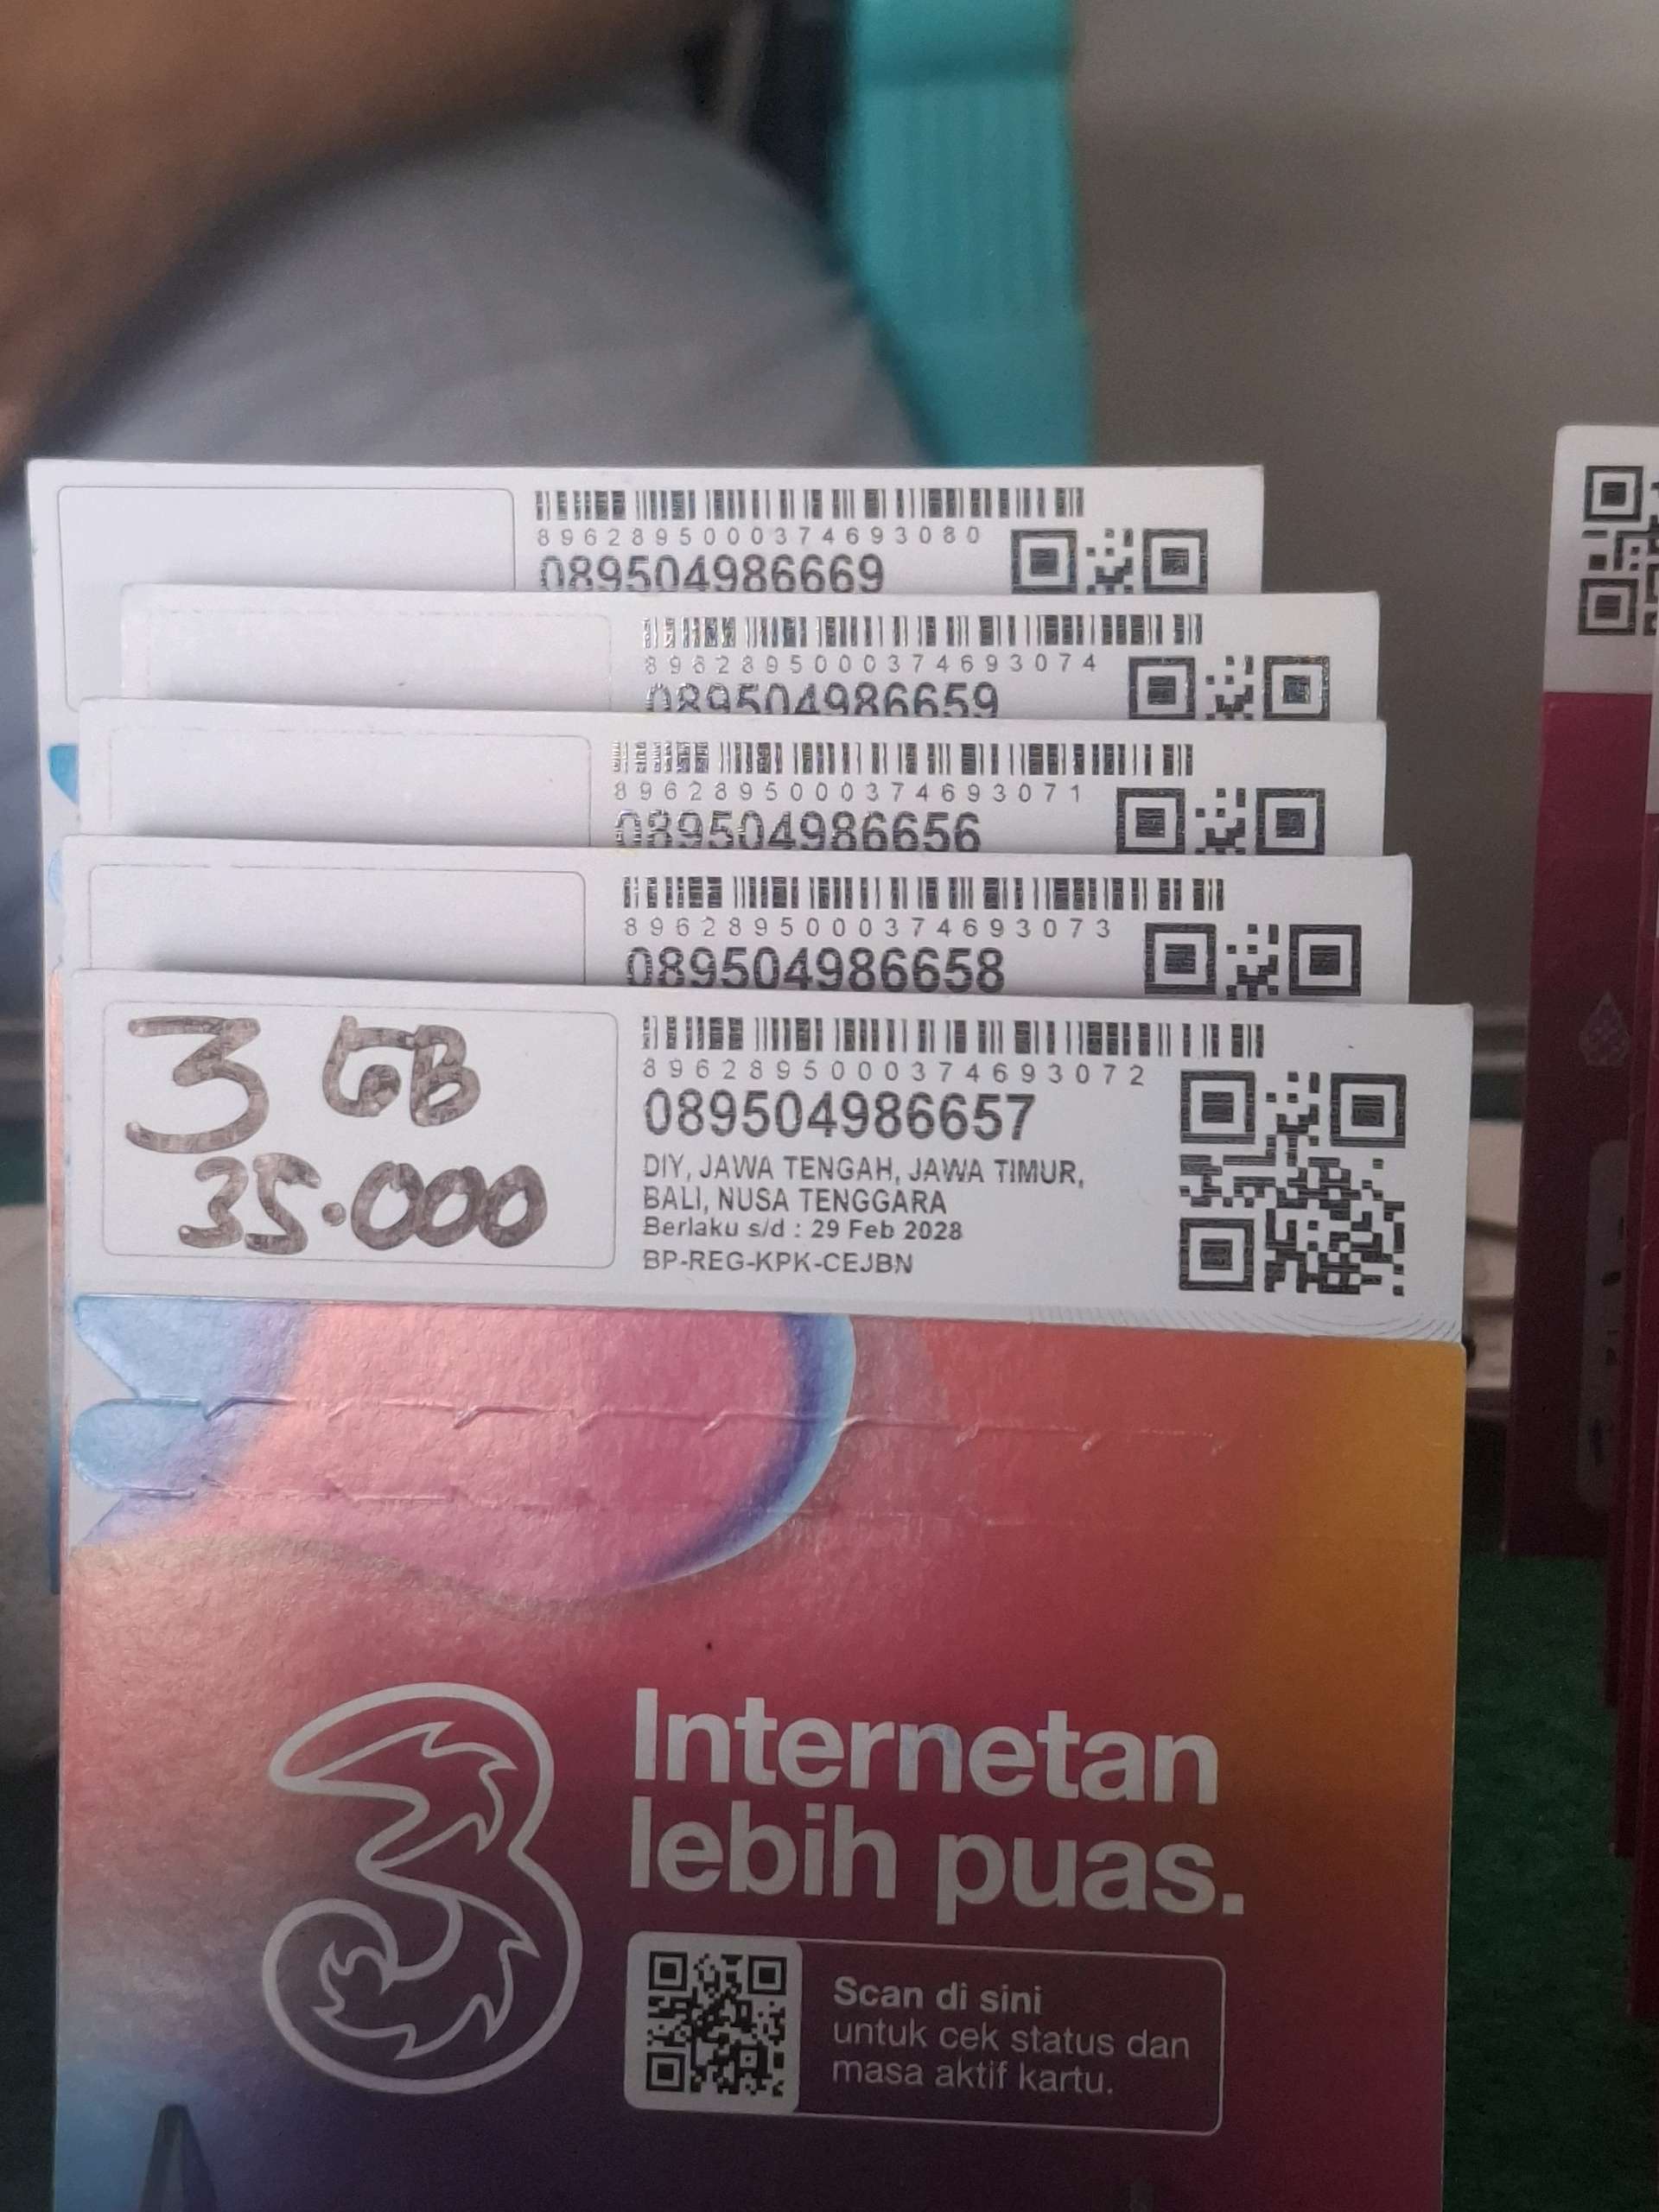 8962895000374693080
089504986669
8962895000374693074
089504986659
8962895000374693071
089504986656
8962895000374693073
089504986658
3 GB
35.000
8962895000374693072
089504986657
DIY, JAWA TENGAH, JAWA TIMUR,
BALI, NUSA TENGGARA
Berlaku s/d : 29 Feb 2028
BP-REG-KPK-CEJBN
3
Internetan
lebih puas.
Scan di sini
untuk cek status dan
masa aktif kartu.